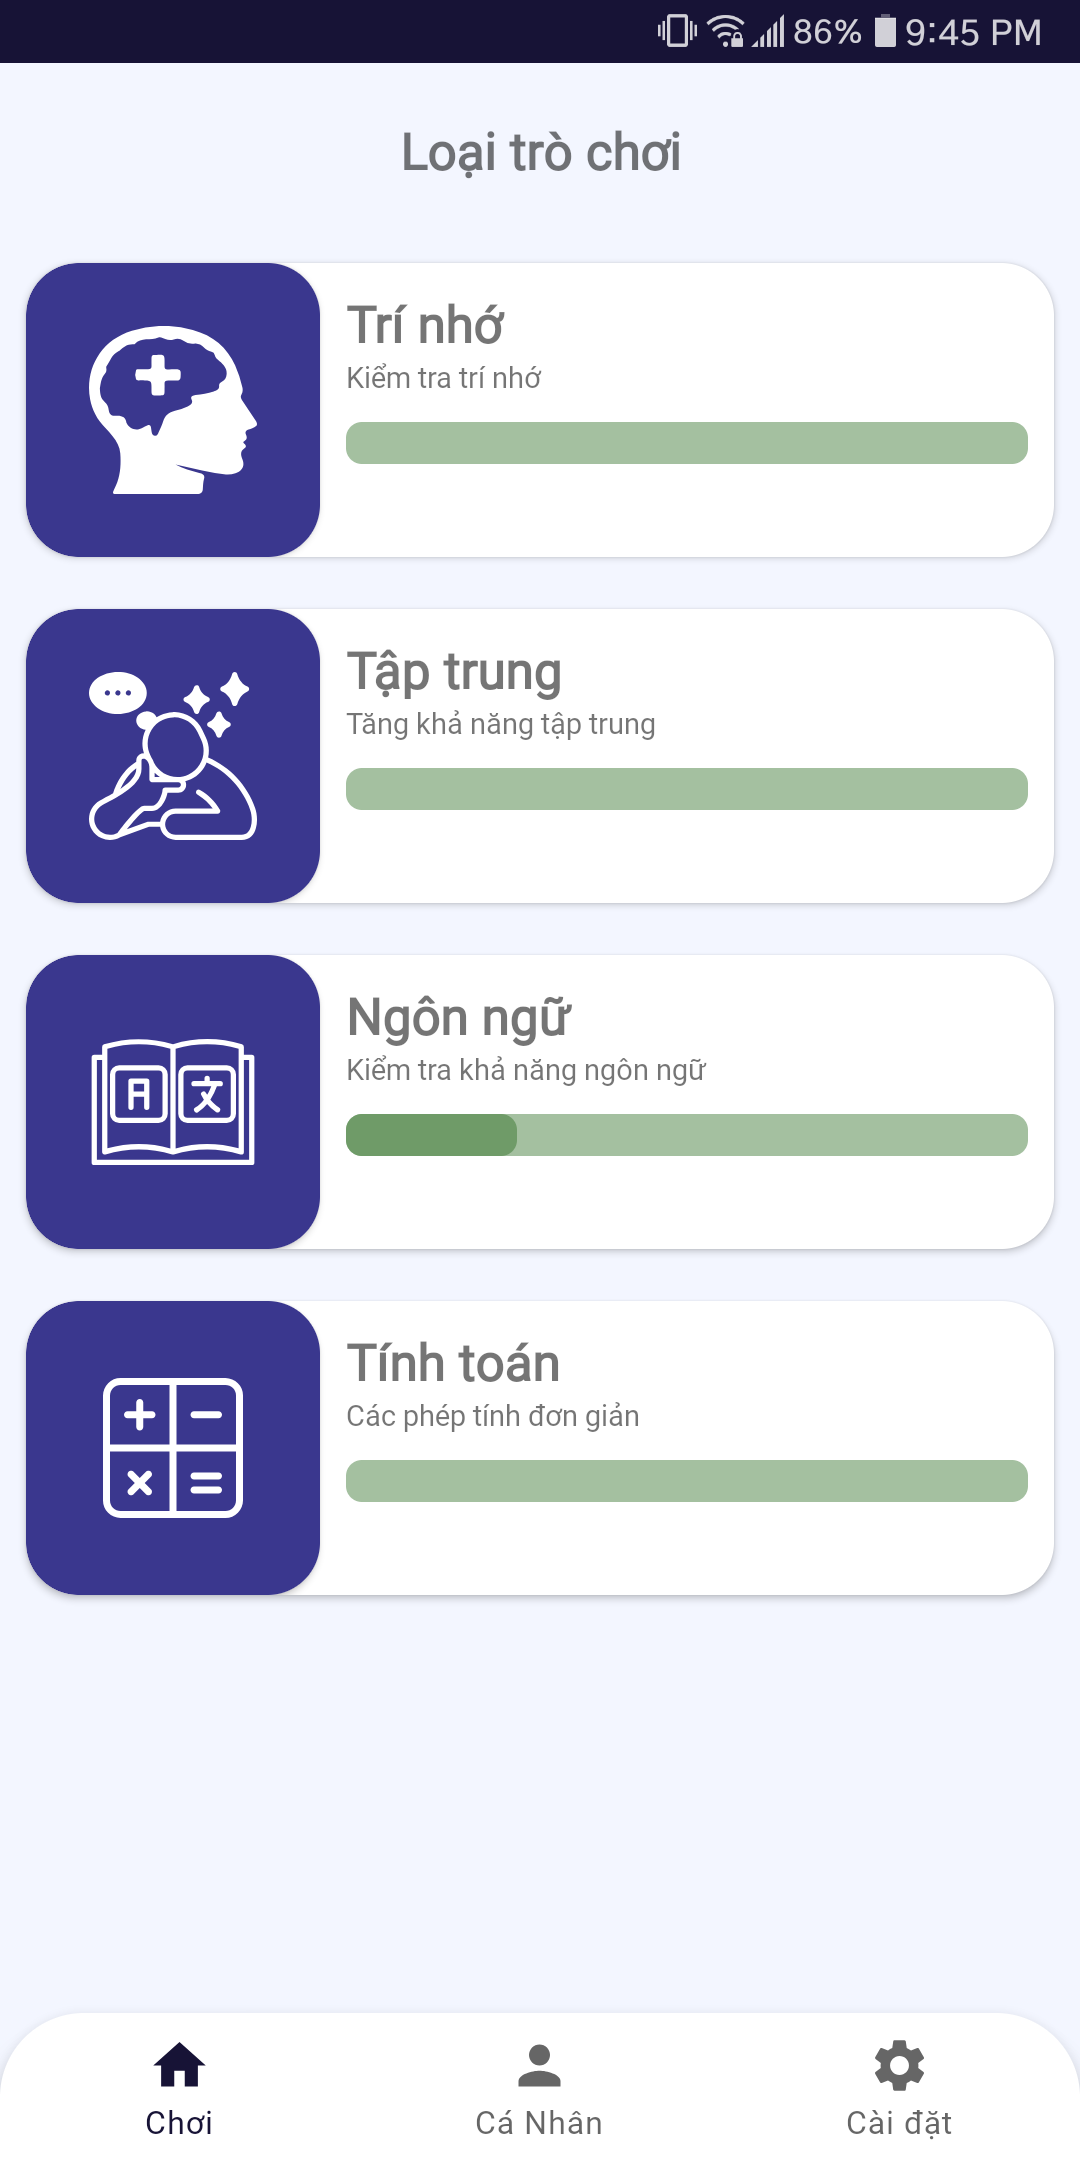 86% 9:45 PM
Loại trò chơi
Trí nhớ
Kiểm tra trí nhớ
Tập trung
Tăng khả năng tập trung
Ngôn ngữ
Kiểm tra khả năng ngôn ngữ
Tính toán
Các phép tính đơn giản
Chơi
Cá Nhân
Cài đặt